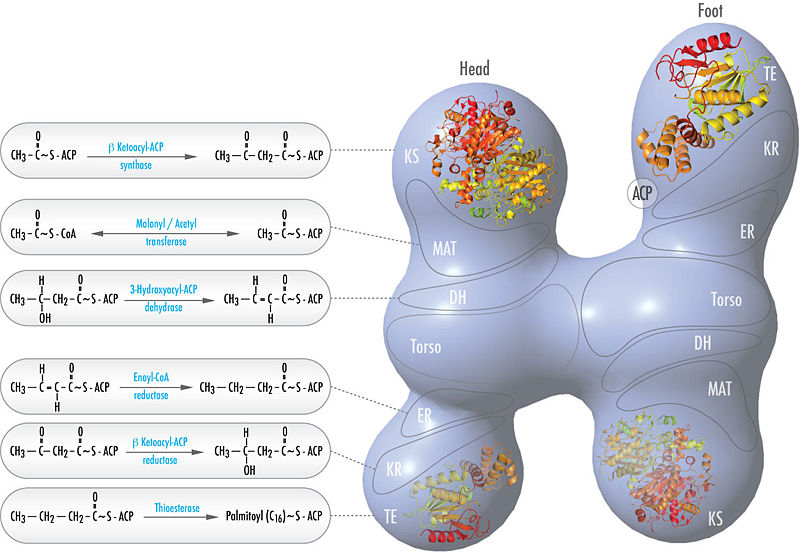 Foot
Head
TE
KR
ACP
ER
Torso
DH
MAT
KS
KS
MAT
DH
Torso
ER
KR
TE
O O O
CH3-C~S-ACP β Ketoacyl-ACP synthase CH3-C-CH2-C~S-ACP
O O
CH3-C~S-CoA Malonyl / Acetyl transferase CH3-C~S-ACP
H O O H
CH3-C-CH2-C~S-ACP 3-Hydroxyacyl-ACP dehydrase CH3-C=C-C~S-ACP
OH H
H O O
CH3-C=C-C~S-ACP Enoyl-CoA reductase CH3-CH2-CH2-C~S-ACP
H
O O H O
CH3-C-CH2-C~S-ACP β Ketoacyl-ACP reductase CH3-C-CH2-C~S-ACP
OH
O
CH3-CH2-CH2-C~S-ACP Thioesterase Palmitoyl (C16)~S-ACP